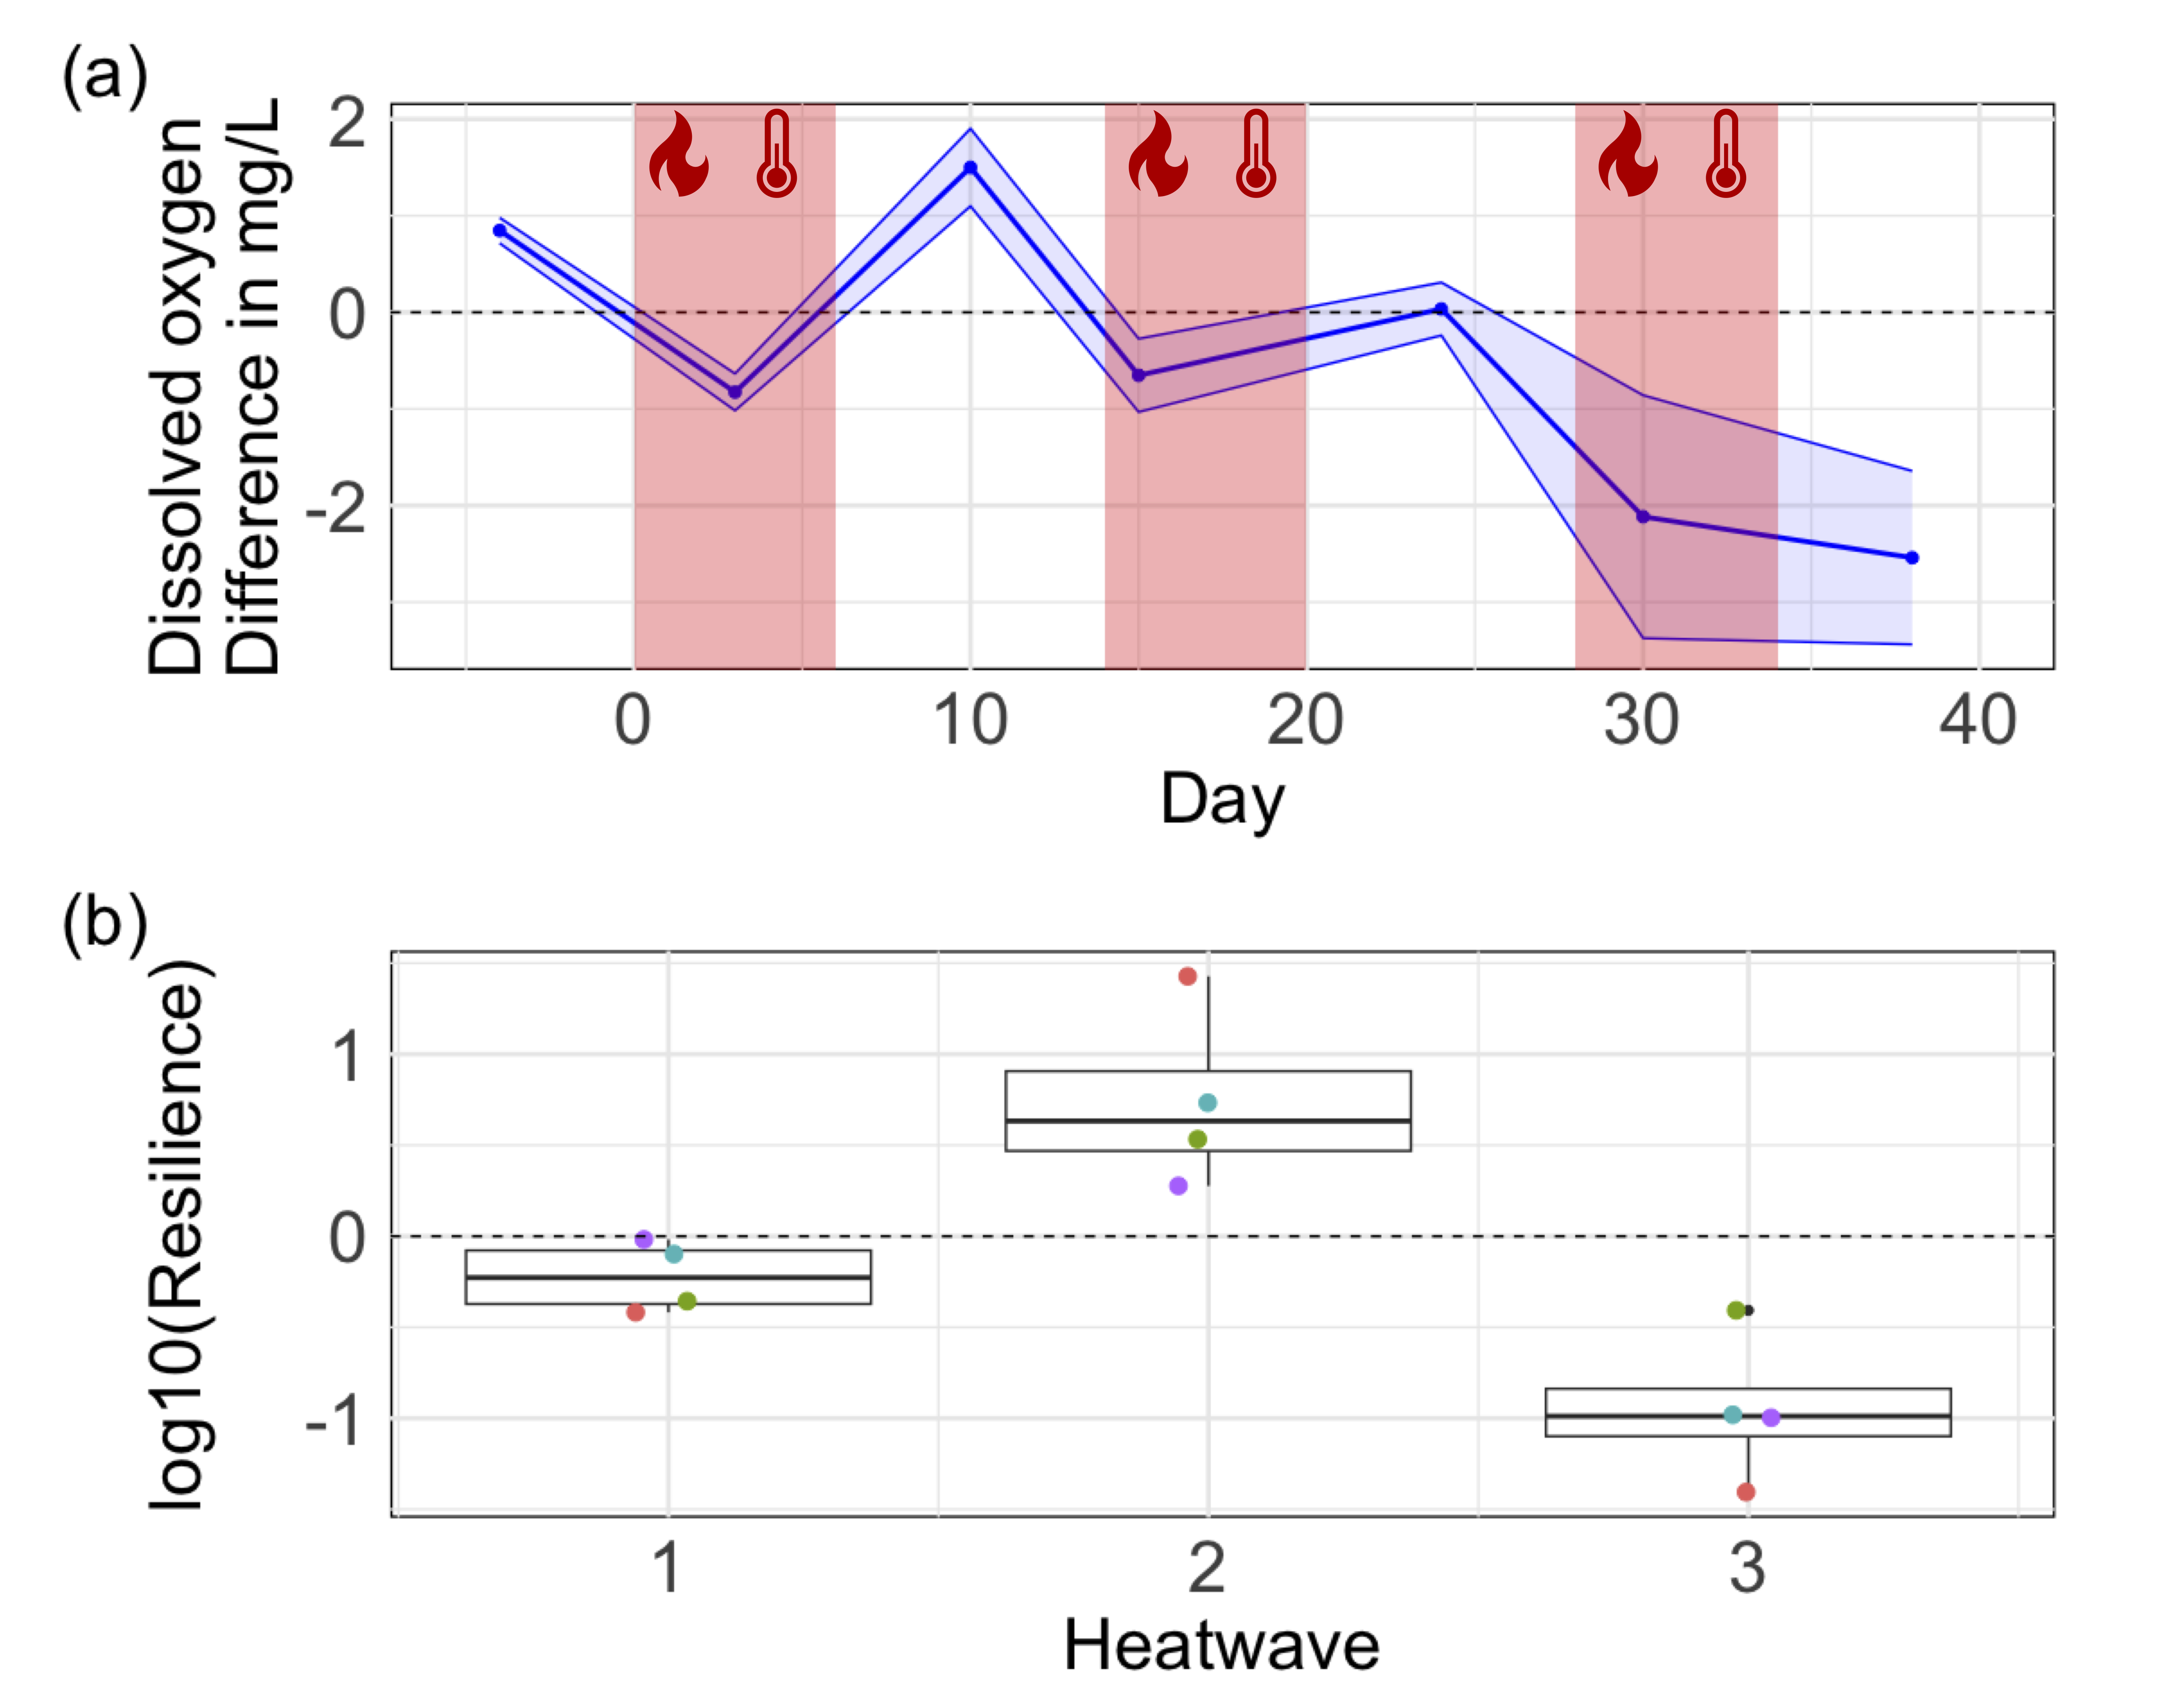 (a)
Dissolved oxygen
Difference in mg/L
2
0
-2
0 10 20 30 40
Day
(b)
log10(Resilience)
1
0
-1
1 2 3
Heatwave